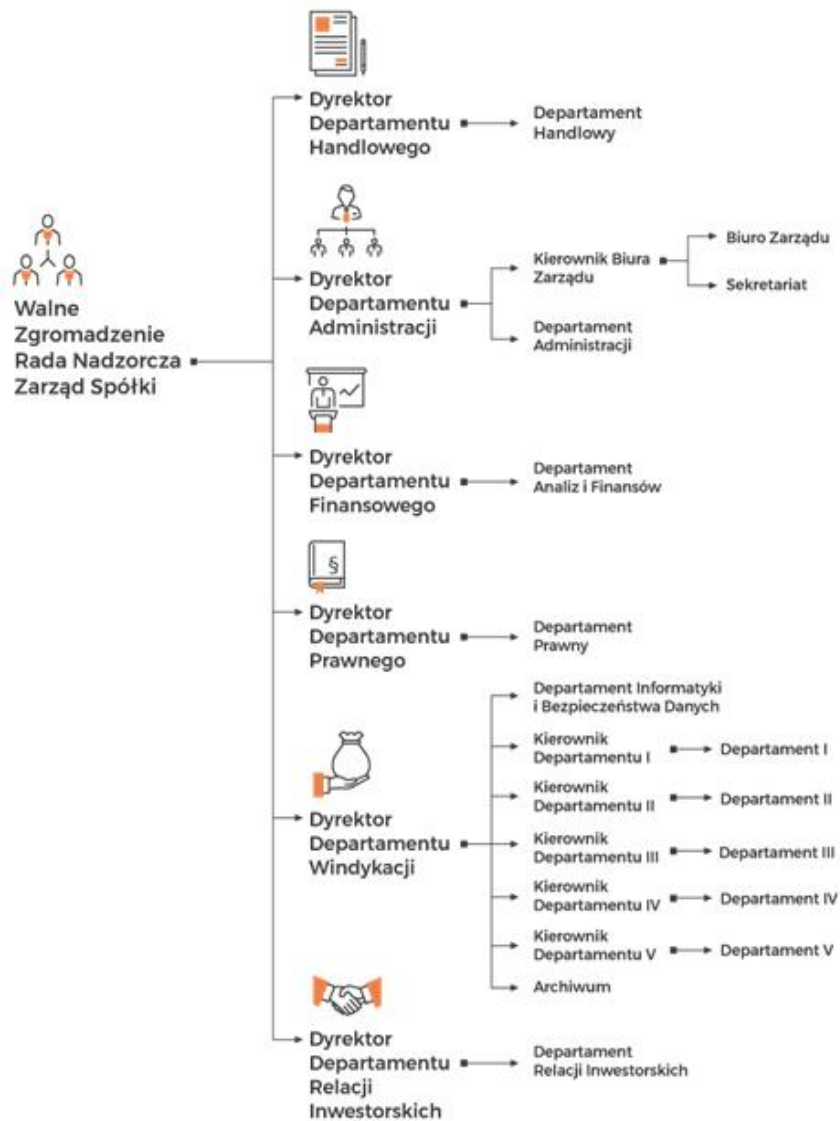 Dyrektor
Departamentu
Handlowego
Departament
Handlowy
Walne
Zgromadzenie
Rada Nadzorcza
Zarząd Spółki
Dyrektor
Departamentu
Administracji
Kierownik Biura
Zarządu
Biuro Zarządu
Sekretariat
Departament
Administracji
Dyrektor
Departamentu
Finansowego
Departament
Analiz i Finansów
§
Dyrektor
Departamentu
Prawnego
Departament
Prawny
Dyrektor
Departamentu
Windykacji
Departament Informatyki
i Bezpieczeństwa Danych
Kierownik
Departamentu I
Departament I
Kierownik
Departamentu II
Departament II
Kierownik
Departamentu III
Departament III
Kierownik
Departamentu IV
Departament IV
Kierownik
Departamentu V
Departament V
Archiwum
Dyrektor
Departamentu
Relacji
Inwestorskich
Departament
Relacji Inwestorskich